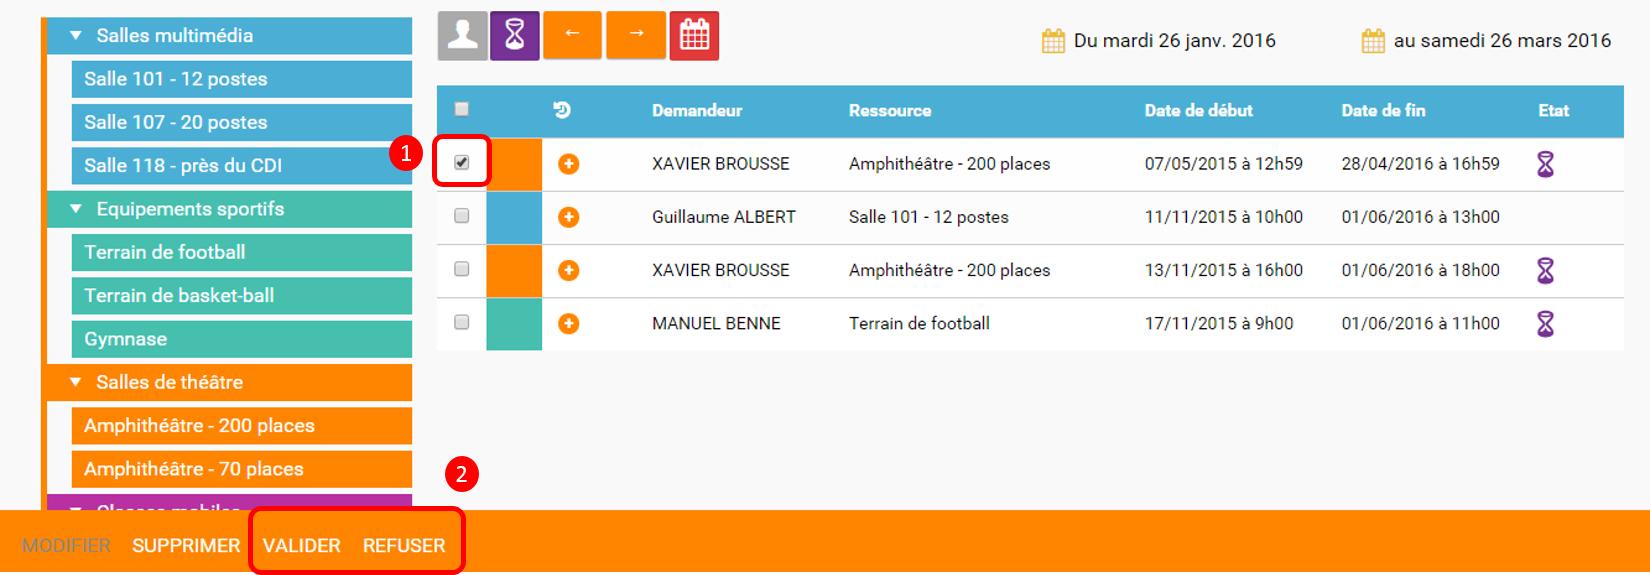 Salles multimédia
Salle 101 - 12 postes
Salle 107 - 20 postes
Salle 118 - près du CDI
Equipements sportifs
Terrain de football
Terrain de basket-ball
Gymnase
Salles de théâtre
Amphithéâtre - 200 places
Amphithéâtre - 70 places
← →
Du mardi 26 janv. 2016 au samedi 26 mars 2016
Demandeur Ressource Date de début Date de fin Etat
1
XAVIER BROUSSE Amphithéâtre - 200 places 07/05/2015 à 12h59 28/04/2016 à 16h59
Guillaume ALBERT Salle 101 - 12 postes 11/11/2015 à 10h00 01/06/2016 à 13h00
XAVIER BROUSSE Amphithéâtre - 200 places 13/11/2015 à 16h00 01/06/2016 à 18h00
MANUEL BENNE Terrain de football 17/11/2015 à 9h00 01/06/2016 à 11h00
2
MODIFIER SUPPRIMER VALIDER REFUSER